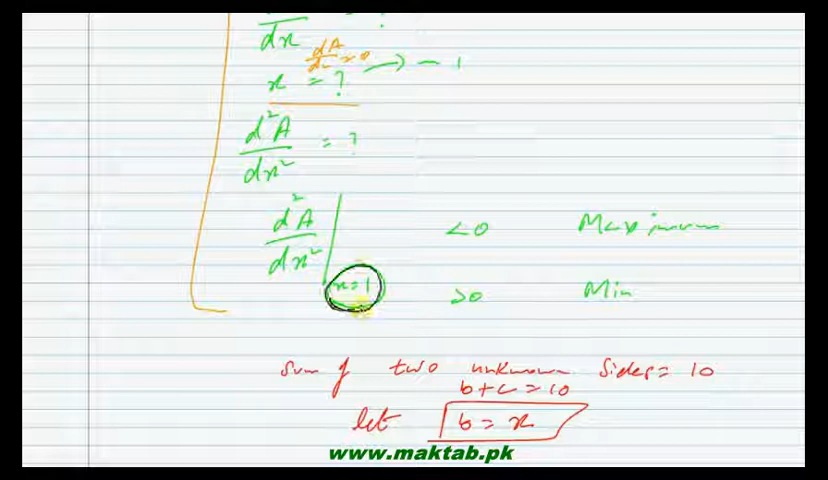 dx = ?
dA/dx = 0
x = ? → - 1
d²A/dx² = ?
d²A/dx² | x=1 <0 Maximum
>0 Min
Sum of two unknown sides = 10
b+c=10
let b = x
www.maktab.pk